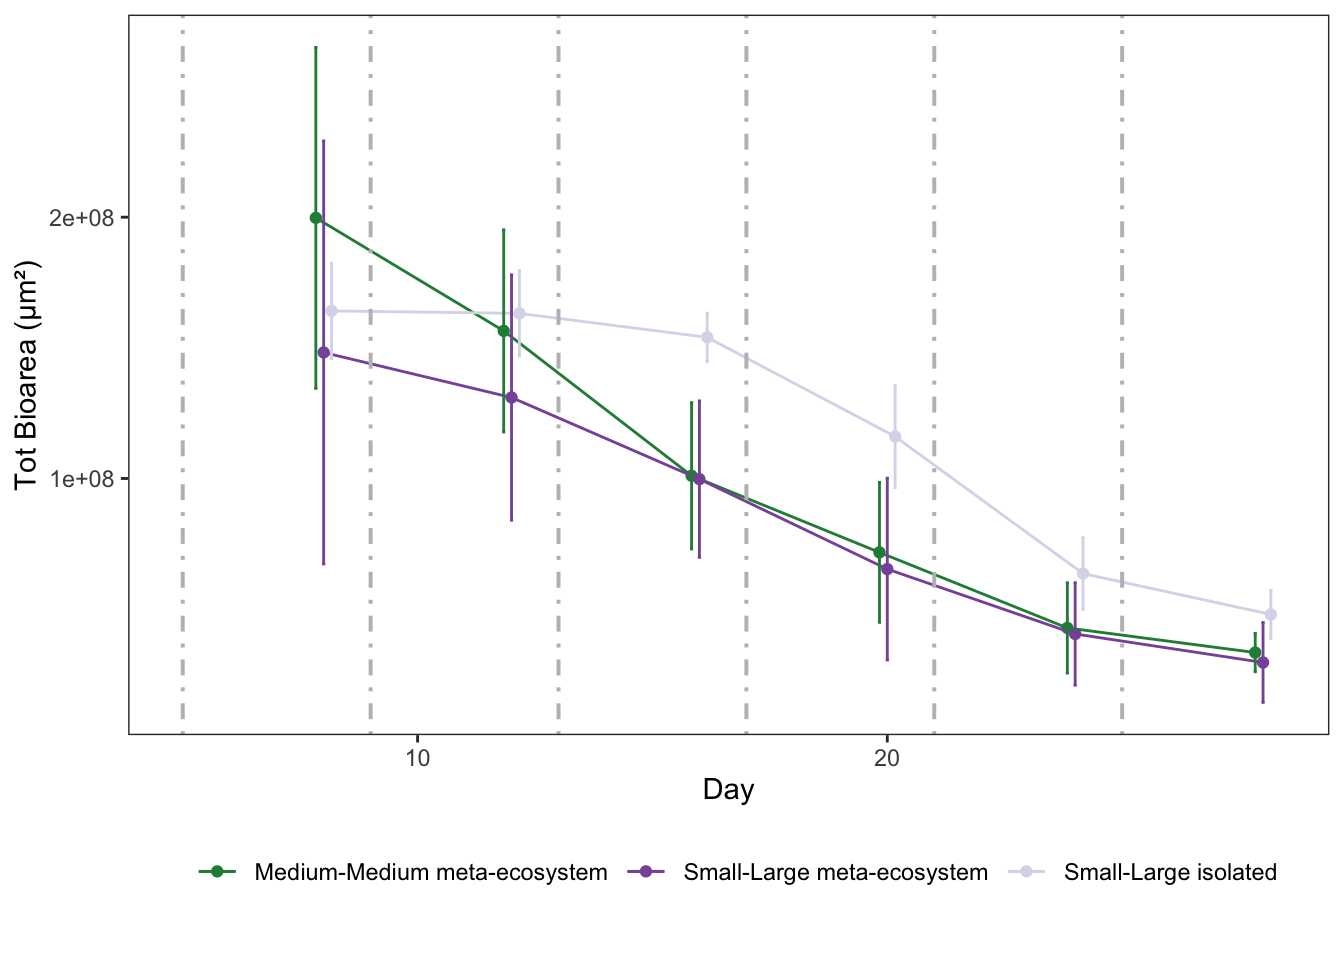 Tot Bioarea (µm²)
2e+08
1e+08
10
20
Day
Medium-Medium meta-ecosystem
Small-Large meta-ecosystem
Small-Large isolated